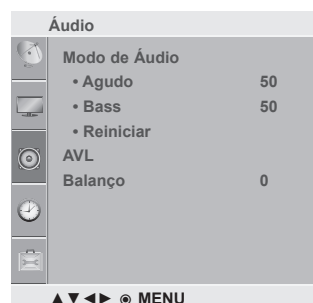 Áudio
Modo de Áudio
• Agudo 50
• Bass 50
• Reiniciar
AVL
Balanço 0
▲▼◄► ◉ MENU